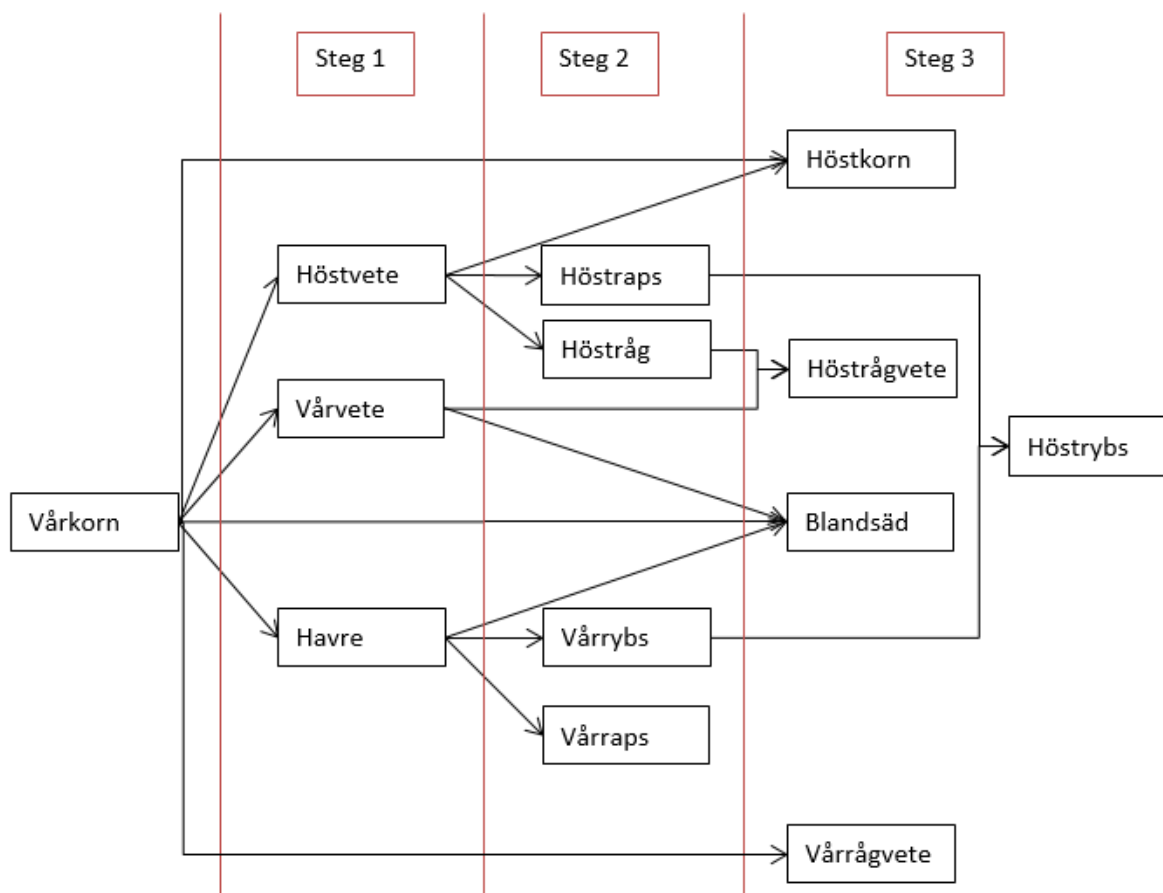 Steg 1
Steg 2
Steg 3
Höstkorn
Höstvete
Höstraps
Höstråg
Höstrågvete
Vårvete
Höstrybs
Vårkorn
Blandsäd
Havre
Vårrybs
Vårraps
Vårrågvete